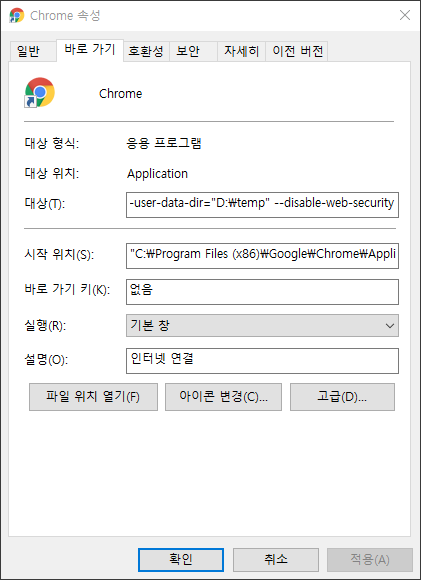 Chrome 속성
일반 바로 가기 호환성 보안 자세히 이전 버전
Chrome
대상 형식: 응용 프로그램
대상 위치: Application
대상(T): -user-data-dir="D:₩temp" --disable-web-security
시작 위치(S): "C:₩Program Files (x86)₩Google₩Chrome₩Appli
바로 가기 키(K): 없음
실행(R): 기본 창
설명(O): 인터넷 연결
파일 위치 열기(F) 아이콘 변경(C)... 고급(D)...
확인 취소 적용(A)